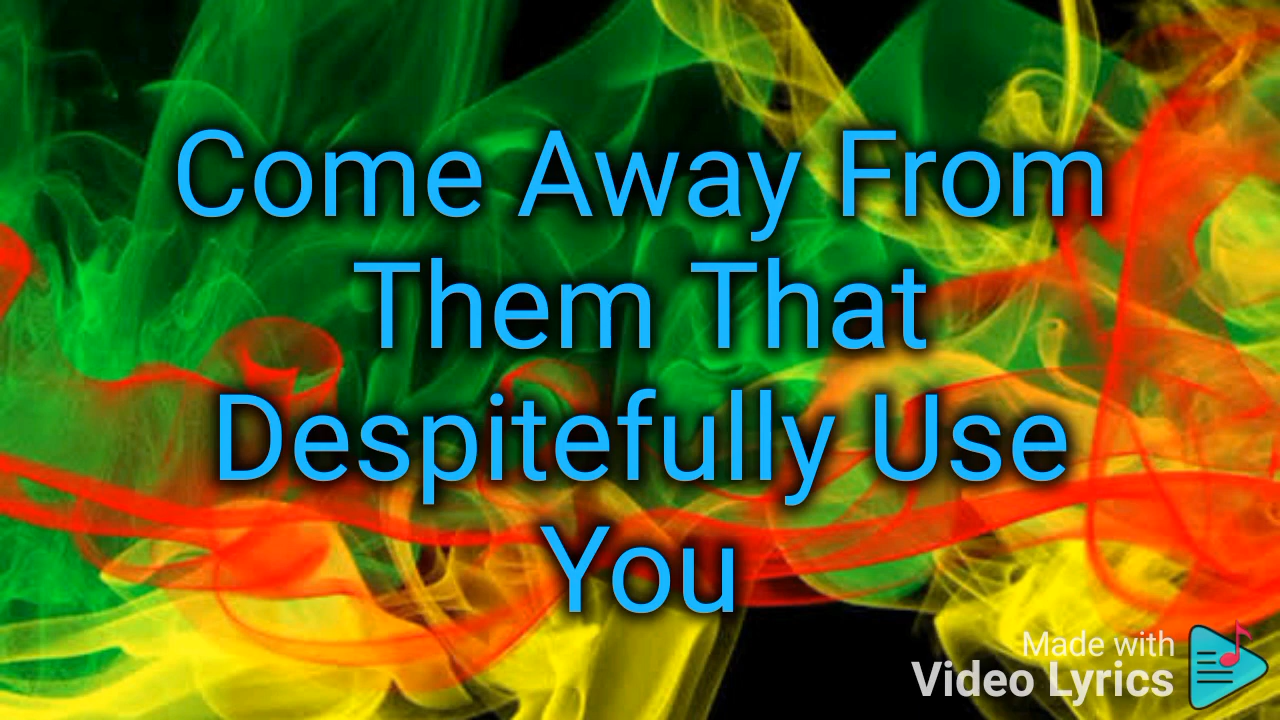 Come Away From
Them That
Despitefully Use
You
Made with
Video Lyrics